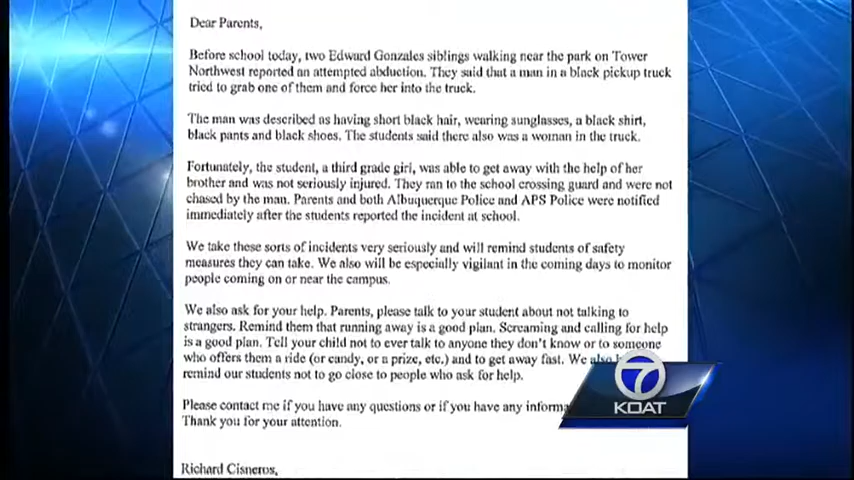 Dear Parents,
Before school today, two Edward Gonzales siblings walking near the park on Tower
Northwest reported an attempted abduction. They said that a man in a black pickup truck
tried to grab one of them and force her into the truck.
The man was described as having short black hair, wearing sunglasses, a black shirt,
black pants and black shoes. The students said there also was a woman in the truck.
Fortunately, the student, a third grade girl, was able to get away with the help of her
brother and was not seriously injured. They ran to the school crossing guard and were not
chased by the man. Parents and both Albuquerque Police and APS Police were notified
immediately after the students reported the incident at school.
We take these sorts of incidents very seriously and will remind students of safety
measures they can take. We also will be especially vigilant in the coming days to monitor
people coming on or near the campus.
We also ask for your help. Parents, please talk to your student about not talking to
strangers. Remind them that running away is a good plan. Screaming and calling for help
is a good plan. Tell your child not to ever talk to anyone they don't know or to someone
who offers them a ride (or candy, or a prize, etc.) and to get away fast. We also
remind our students not to go close to people who ask for help.
Please contact me if you have any questions or if you have any
Thank you for your attention.
Richard Cisneros,
7
KOAT